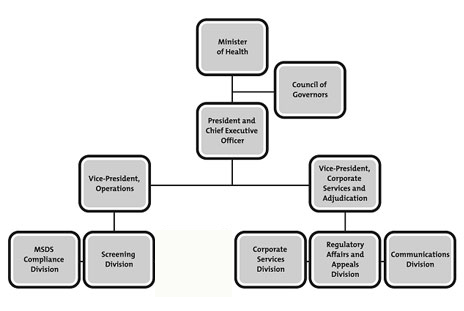 Minister
of Health
Council of
Governors
President and
Chief Executive
Officer
Vice-President,
Operations
Vice-President,
Corporate
Services and
Adjudication
MSDS
Compliance
Division
Screening
Division
Corporate
Services
Division
Regulatory
Affairs and
Appeals
Division
Communications
Division